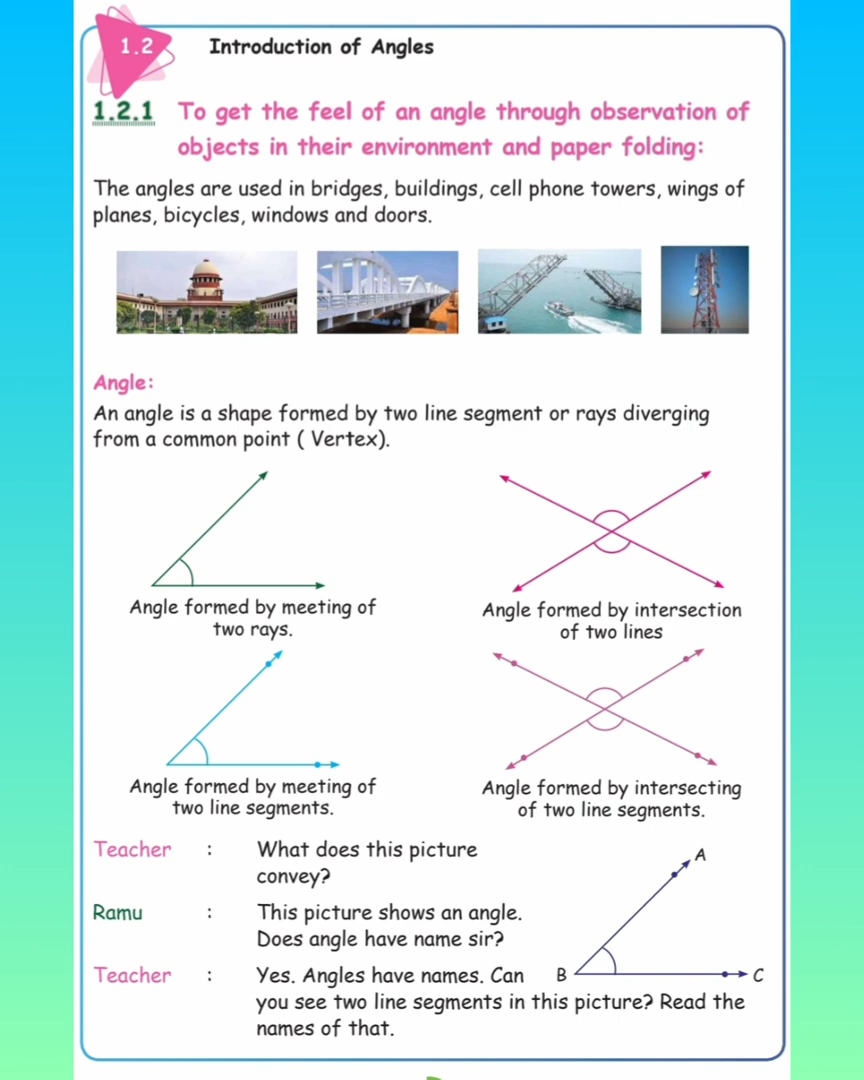 1.2 Introduction of Angles
1.2.1 To get the feel of an angle through observation of
objects in their environment and paper folding:
The angles are used in bridges, buildings, cell phone towers, wings of
planes, bicycles, windows and doors.
Angle:
An angle is a shape formed by two line segment or rays diverging
from a common point ( Vertex).
Angle formed by meeting of
two rays.
Angle formed by intersection
of two lines
Angle formed by meeting of
two line segments.
Angle formed by intersecting
of two line segments.
Teacher : What does this picture
convey?
Ramu : This picture shows an angle.
Does angle have name sir?
Teacher : Yes. Angles have names. Can
you see two line segments in this picture? Read the
names of that.
A
B
C